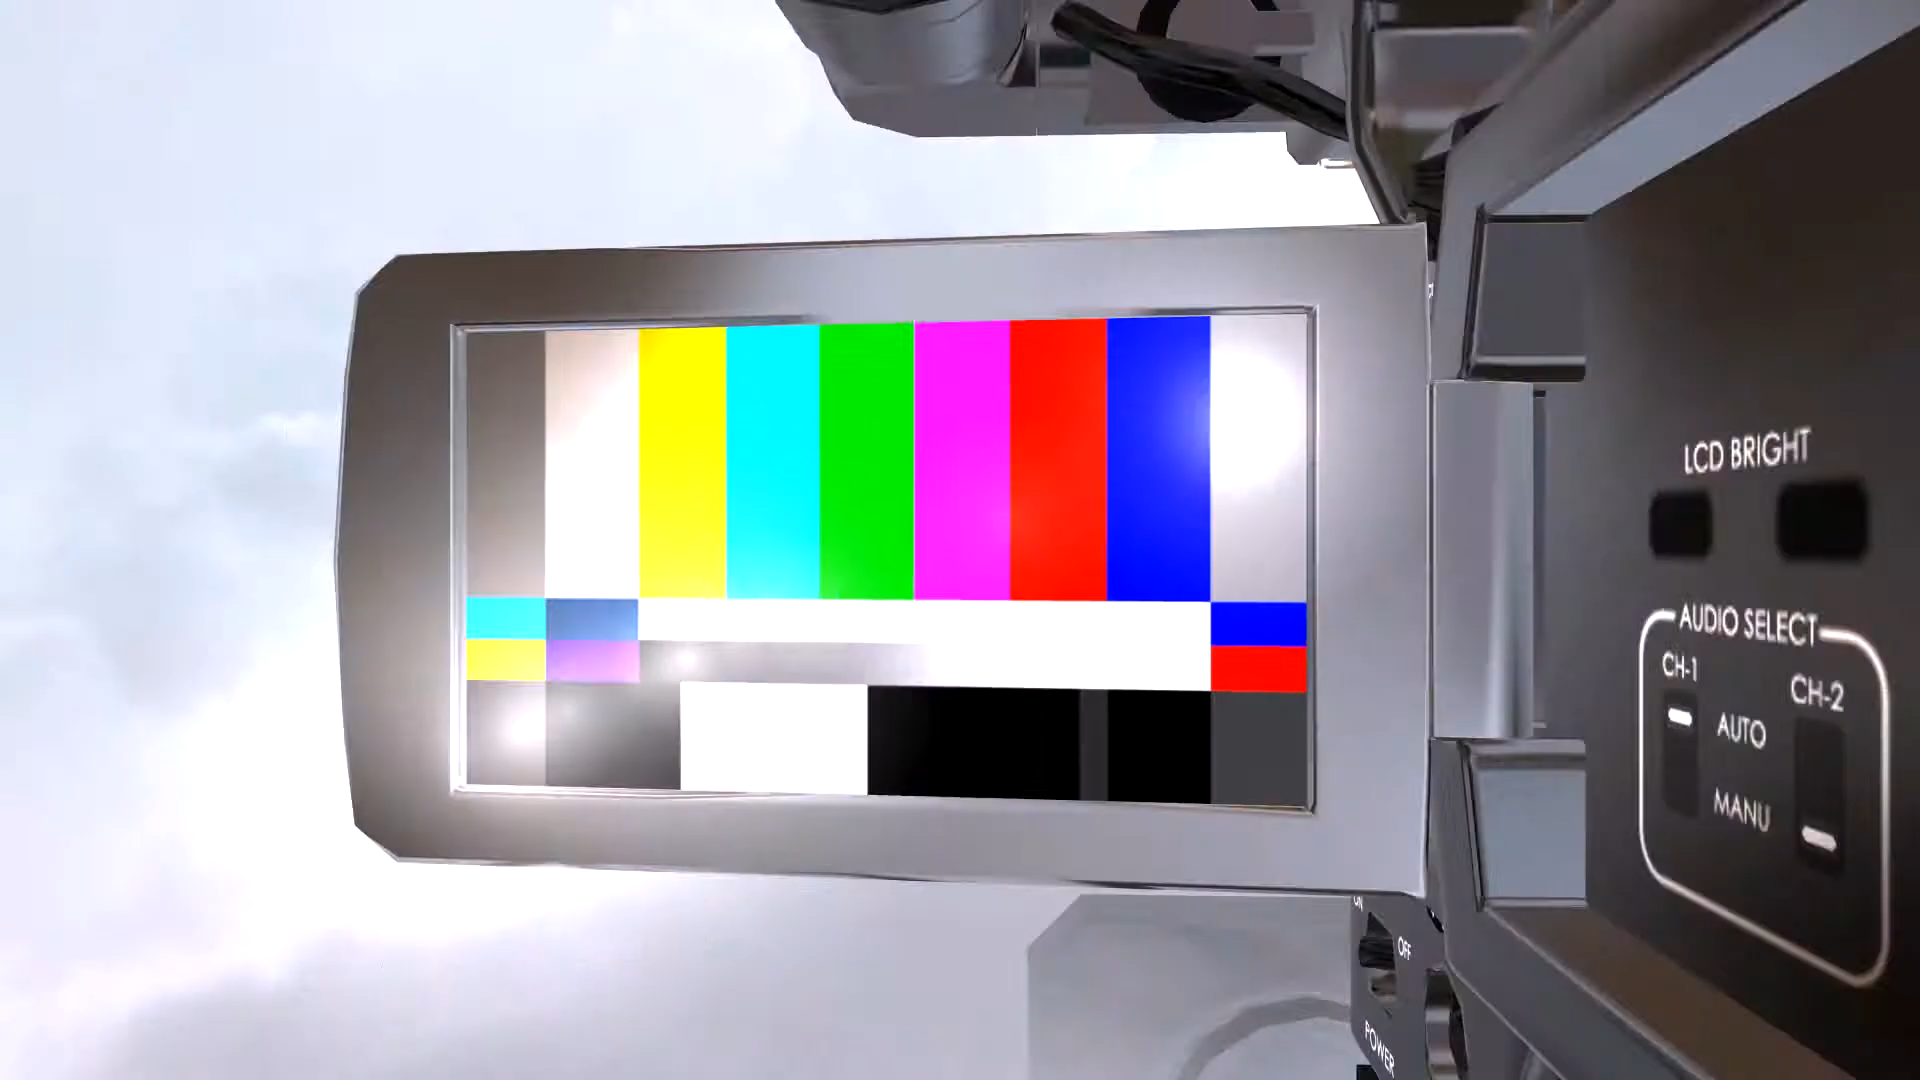 LCD BRIGHT
AUDIO SELECT
CH-1
CH-2
AUTO
MANU
ON
OFF
POWER